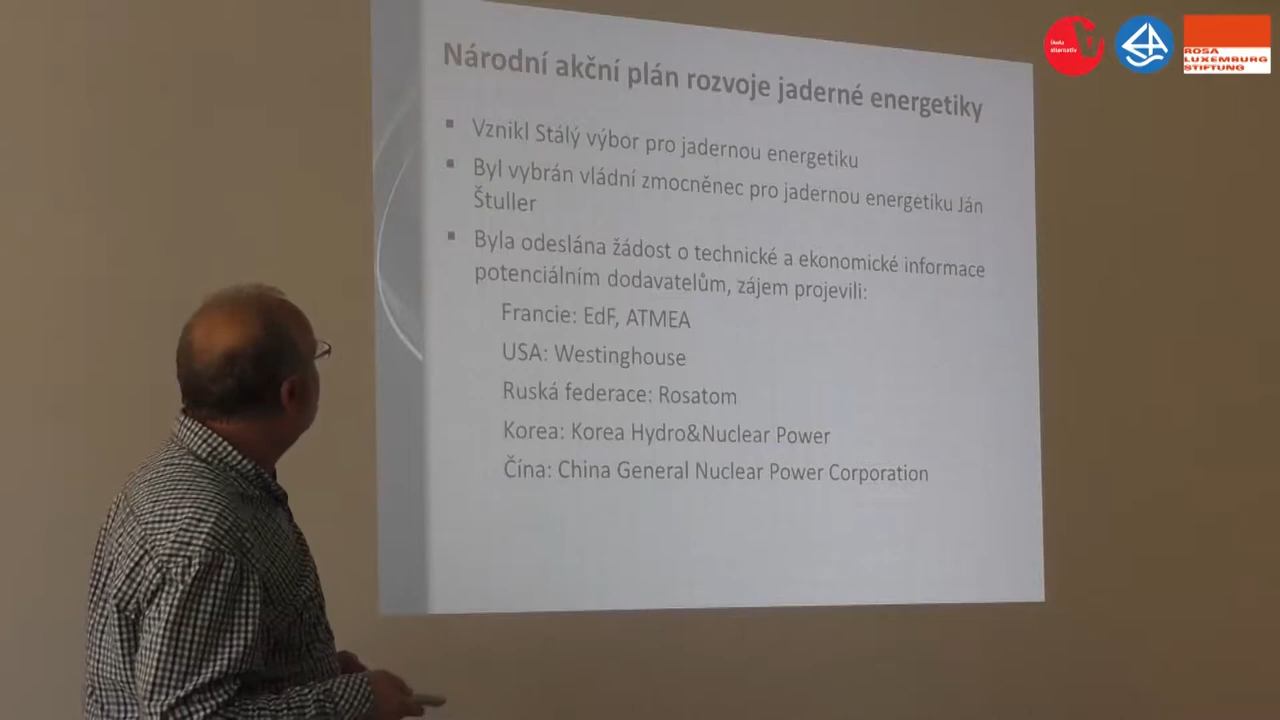 Národní akční plán rozvoje jaderné energetiky
Vznikl Stálý výbor pro jadernou energetiku
Byl vybrán vládní zmocněnec pro jadernou energetiku Ján
Štuller
Byla odeslána žádost o technické a ekonomické informace
potenciálním dodavatelům, zájem projevili:
Francie: EdF, ATMEA
USA: Westinghouse
Ruská federace: Rosatom
Korea: Korea Hydro&Nuclear Power
Čína: China General Nuclear Power Corporation
škola
alternativ
ROSA
LUXEMBURG
STIFTUNG